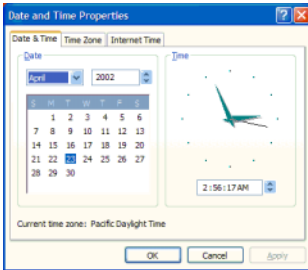 Date and Time Properties
Date & Time Time Zone Internet Time
Date
April 2002
S M T W T F S
1 2 3 4 5 6
7 8 9 10 11 12 13
14 15 16 17 18 19 20
21 22 23 24 25 26 27
28 29 30
Time
2:56:17 AM
Current time zone: Pacific Daylight Time
OK Cancel Apply